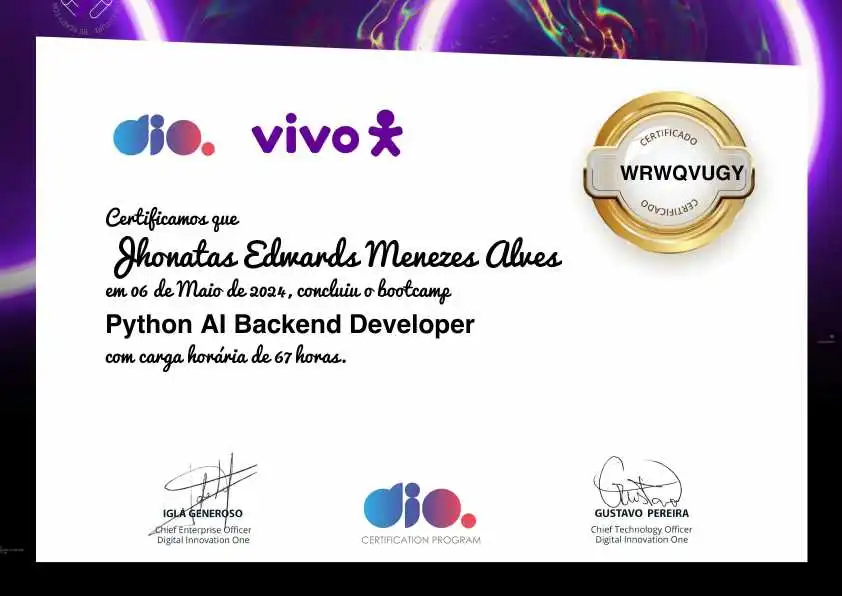 dio.
vivo
CERTIFICADO
WRWQVUGY
CERTIFICADO
Certificamos que
Jhonatas Edwards Menezes Alves
em 06 de Maio de 2024, concluiu o bootcamp
Python AI Backend Developer
com carga horária de 67 horas.
IGLÁ GENEROSO
Chief Enterprise Officer
Digital Innovation One
dio.
CERTIFICATION PROGRAM
GUSTAVO PEREIRA
Chief Technology Officer
Digital Innovation One